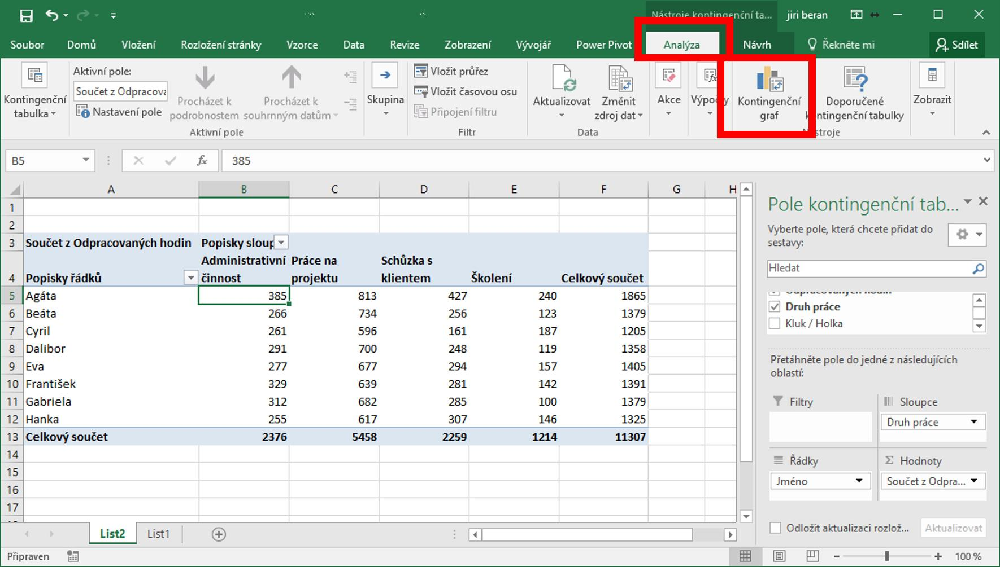 Nástroje kontingenční ta...
jiri beran
Soubor Domů Vložení Rozložení stránky Vzorce Data Revize Zobrazení Vývojář Power Pivot Analýza Návrh Řekněte mi Sdílet
Kontingenční
tabulka
Aktivní pole:
Součet z Odpracova
Nastavení pole
Procházet k
podrobnostem
Procházet k
souhrnným datům
Aktivní pole
Skupina
Vložit průřez
Vložit časovou osu
Připojení filtru
Filtr
Aktualizovat
Změnit
zdroj dat
Data
Akce
Výpočty
Kontingenční
graf
Doporučené
kontingenční tabulky
Nástroje
Zobrazit
B5
fx
385
A B C D E F G H
1
2
3 Součet z Odpracovaných hodin Popisky sloup
Administrativní Práce na Schůzka s
4 Popisky řádků činnost projektu klientem Školení Celkový součet
5 Agáta 385 813 427 240 1865
6 Beáta 266 734 256 123 1379
7 Cyril 261 596 161 187 1205
8 Dalibor 291 700 248 119 1358
9 Eva 277 677 294 157 1405
10 František 329 639 281 142 1391
11 Gabriela 312 682 285 100 1379
12 Hanka 255 617 307 146 1325
13 Celkový součet 2376 5458 2259 1214 11307
14
15
16
17
Pole kontingenční tab...
Vyberte pole, která chcete přidat do
sestavy:
Hledat
Odpracovaných hodin
Druh práce
Kluk / Holka
Přetáhněte pole do jedné z následujících
oblastí:
Filtry
Sloupce
Druh práce
Řádky
Jméno
Hodnoty
Součet z Odpra...
Odložit aktualizaci rozlož...
Aktualizovat
List2 List1
Připraven
100 %